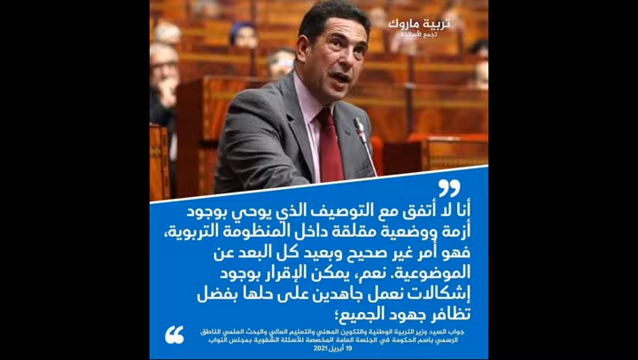 تربية ماروك
تجمع الأساتذة
أنا لا أتفق مع التوصيف الذي يوحي بوجود
أزمة ووضعية مقلقة داخل المنظومة التربوية،
فهو أمر غير صحيح وبعيد كل البعد عن
الموضوعية. نعم، يمكن الإقرار بوجود
إشكالات نعمل جاهدين على حلها بفضل
تظافر جهود الجميع؛
جواب السيد وزير التربية الوطنية والتكوين المهني والتعليم العالي والبحث العلمي الناطق
الرسمي باسم الحكومة في الجلسة العامة المخصصة للأسئلة الشفوية بمجلس النواب
19 أبريل 2021